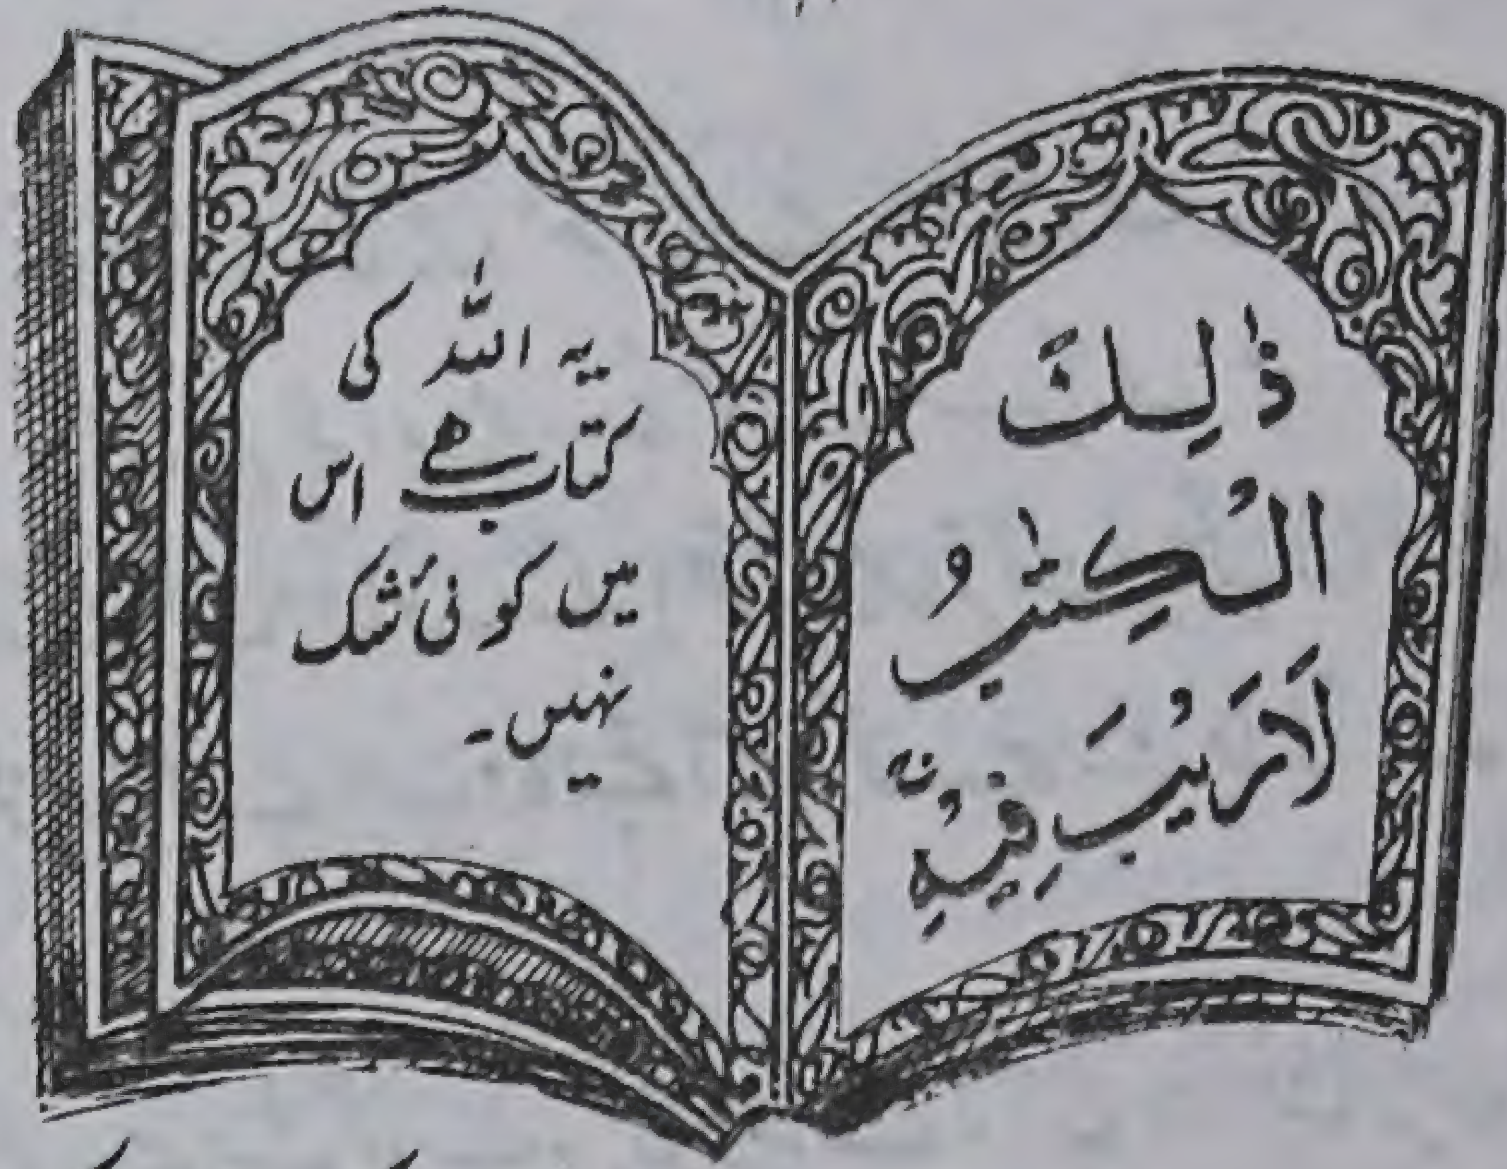 ذٰلِكَ
الْكِتٰبُ
لَا رَيْبَ فِيْهِ
یہ اللہ کی
کتاب ہے اس
میں کوئی شک
نہیں۔